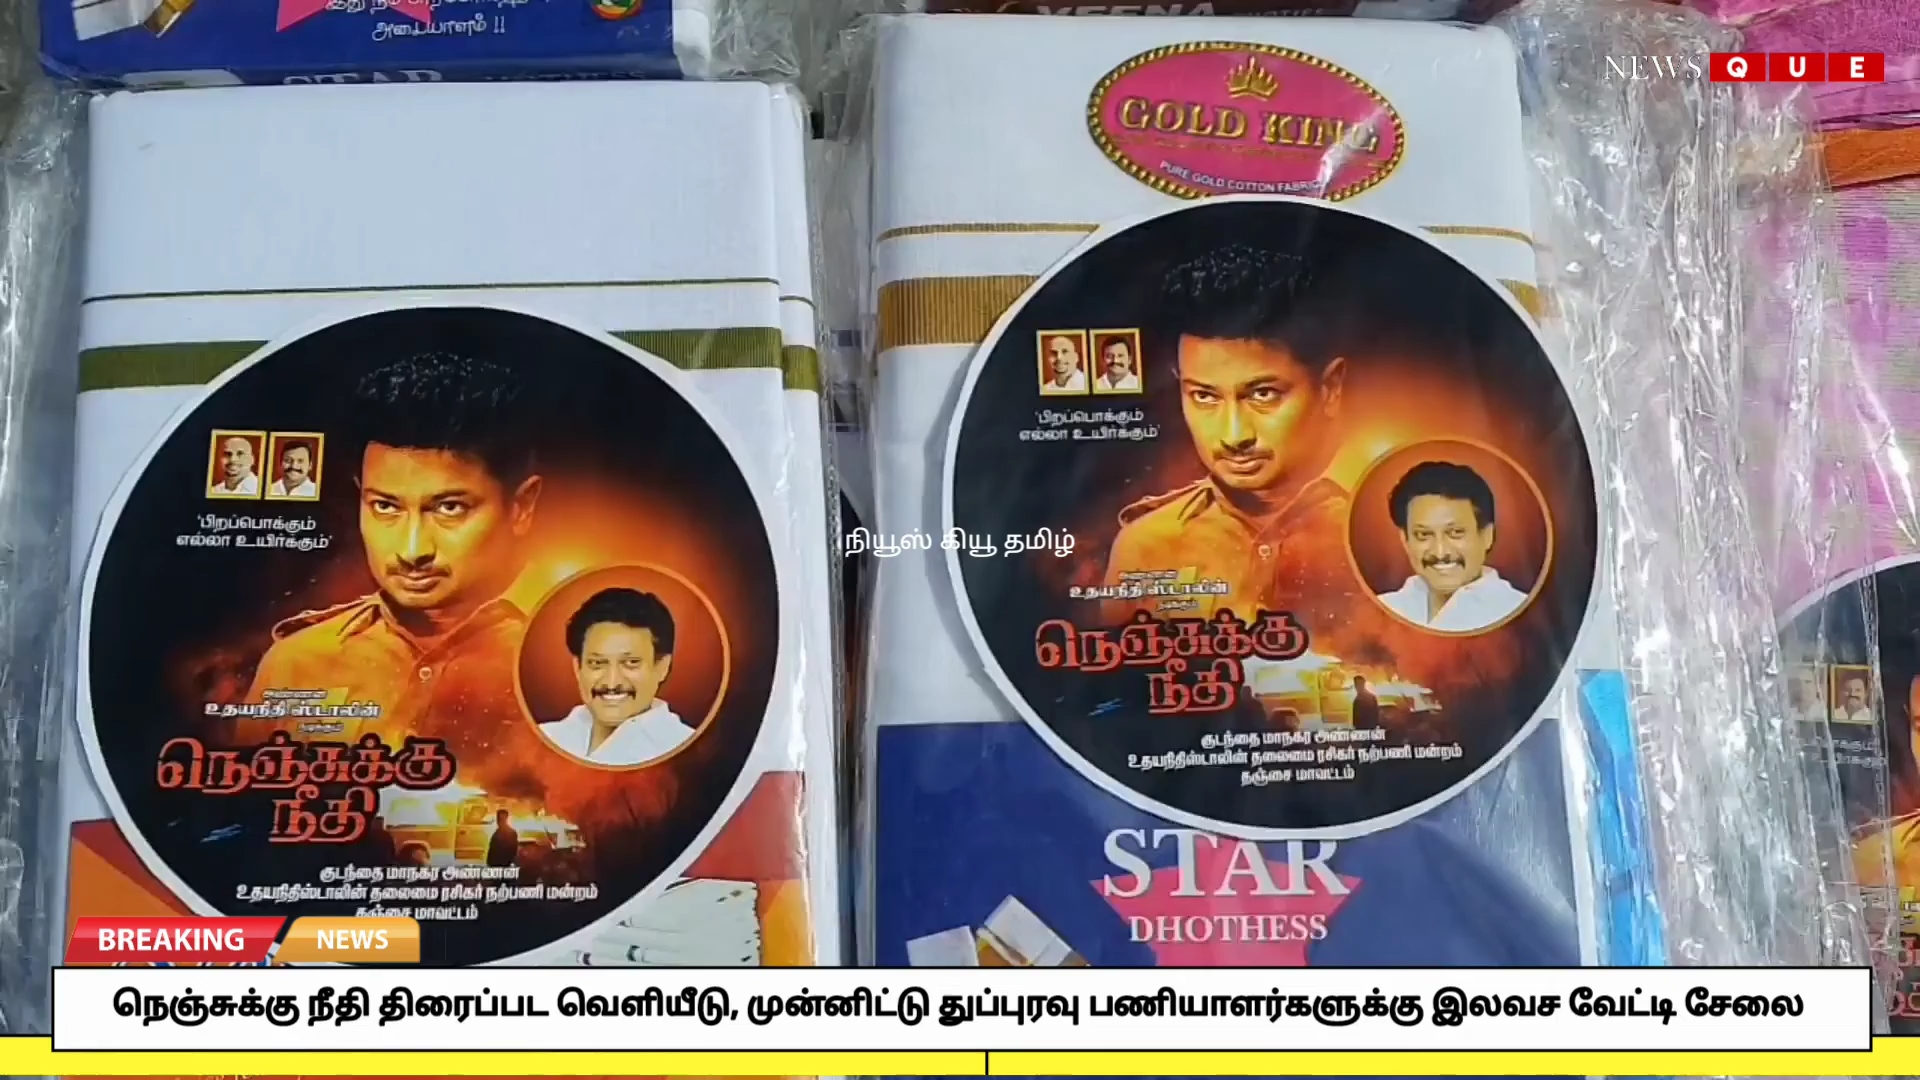 அடையாளம் !!
NEWS QUE
GOLD KING
PURE GOLD COTTON FABRIC
'பிறப்பொக்கும்
எல்லா உயிர்க்கும்'
உதயநிதி ஸ்டாலின்
நெஞ்சுக்கு
நீதி
குடந்தை மாநகர அண்ணன்
உதயநிதிஸ்டாலின் தலைமை ரசிகர் நற்பணி மன்றம்
தஞ்சை மாவட்டம்
'பிறப்பொக்கும்
எல்லா உயிர்க்கும்'
உதயநிதி ஸ்டாலின்
நெஞ்சுக்கு
நீதி
குடந்தை மாநகர அண்ணன்
உதயநிதிஸ்டாலின் தலைமை ரசிகர் நற்பணி மன்றம்
தஞ்சை மாவட்டம்
நியூஸ் கியூ தமிழ்
STAR
DHOTHESS
BREAKING NEWS
நெஞ்சுக்கு நீதி திரைப்பட வெளியீடு, முன்னிட்டு துப்புரவு பணியாளர்களுக்கு இலவச வேட்டி சேலை